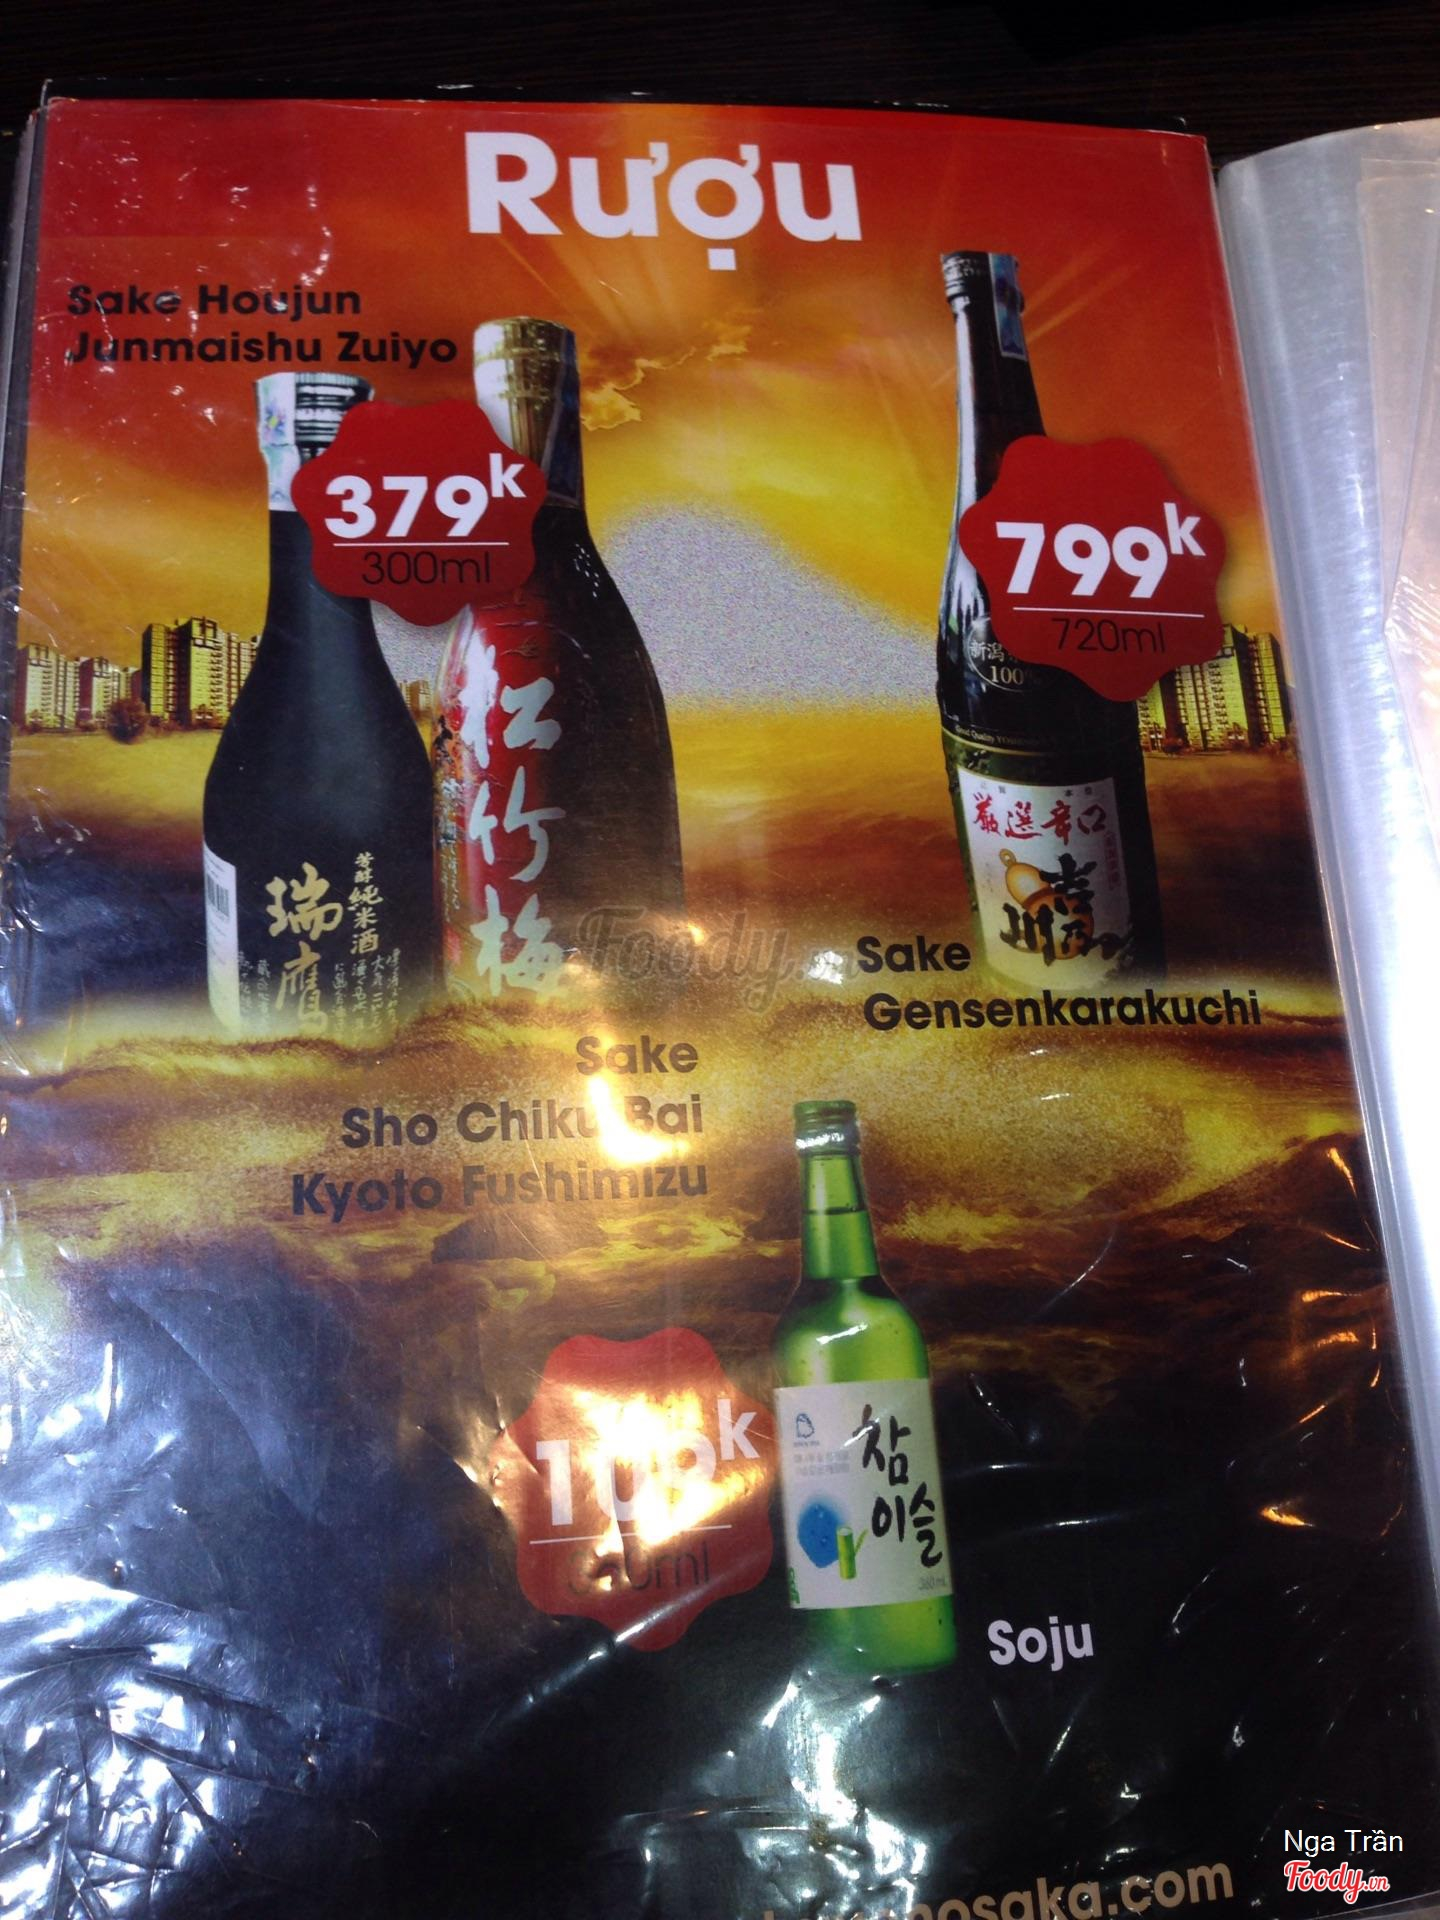 Rượu
Sake Houjun
Junmaishu Zuiyo
379k
300ml
799k
720ml
新潟
100%
松竹梅
芳醇純米酒
瑞鷹
厳選辛口
吉乃川
Foody
Sake
Gensenkarakuchi
Sake
Sho Chiku Bai
Kyoto Fushimizu
109k
참
이슬
360ml
Soju
Nga Trần
Foody.vn
osaka.com